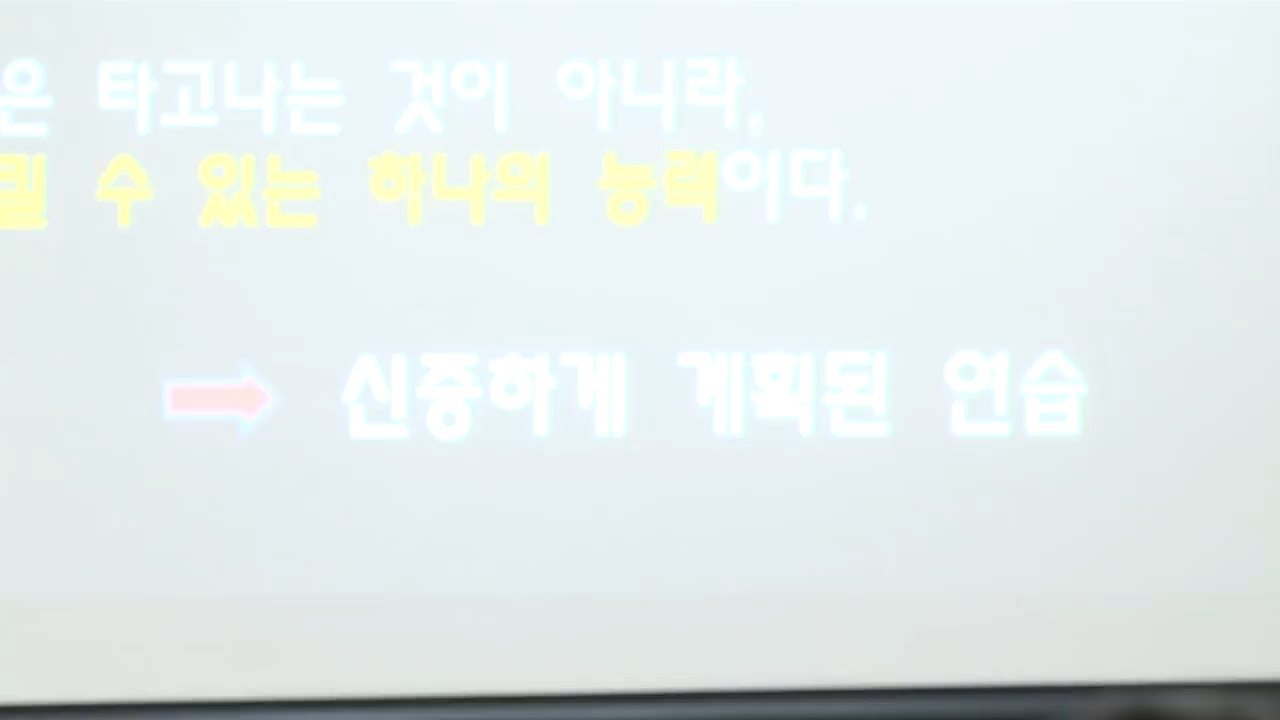 은 타고나는 것이 아니라,
킬 수 있는 하나의 능력이다.
신중하게 계획된 연습